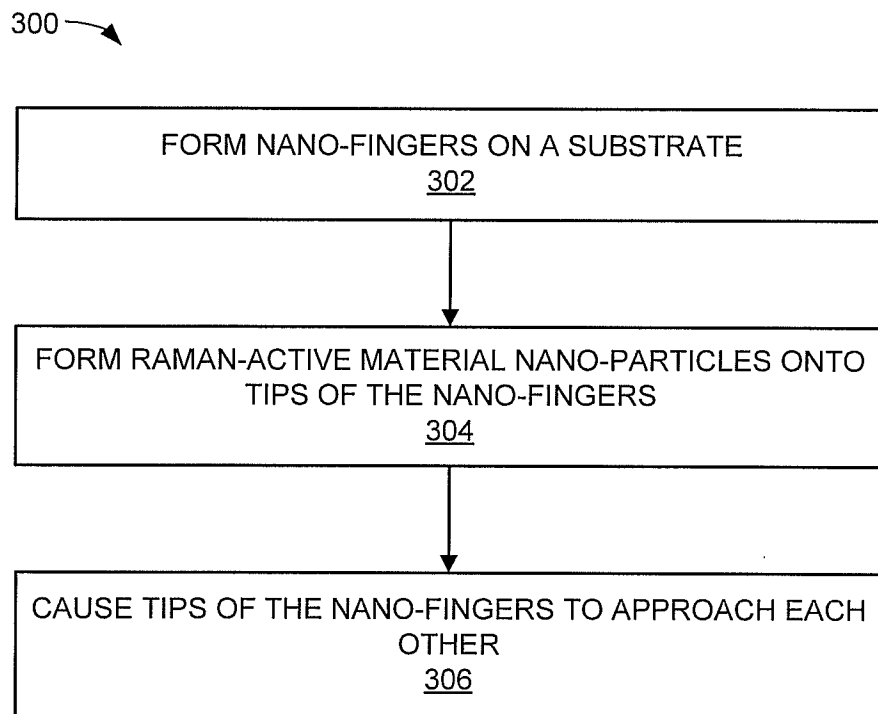 300
FORM NANO-FINGERS ON A SUBSTRATE
302
FORM RAMAN-ACTIVE MATERIAL NANO-PARTICLES ONTO
TIPS OF THE NANO-FINGERS
304
CAUSE TIPS OF THE NANO-FINGERS TO APPROACH EACH
OTHER
306